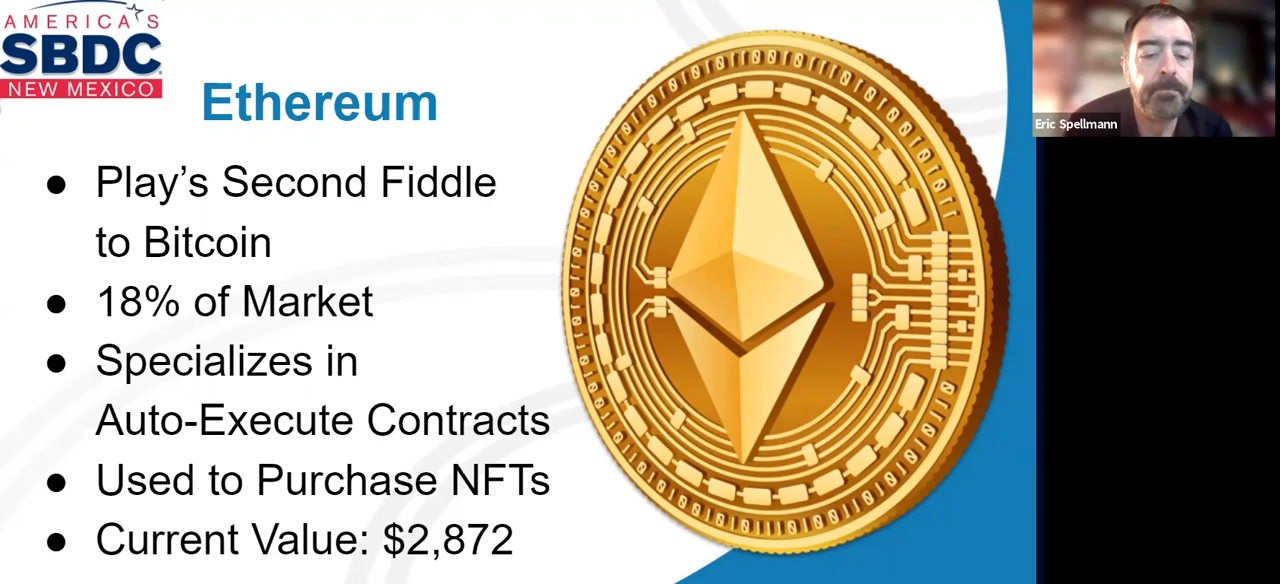 AMERICA'S
SBDC
NEW MEXICO
Ethereum
● Play’s Second Fiddle
to Bitcoin
● 18% of Market
● Specializes in
Auto-Execute Contracts
● Used to Purchase NFTs
● Current Value: $2,872
Eric Spellmann